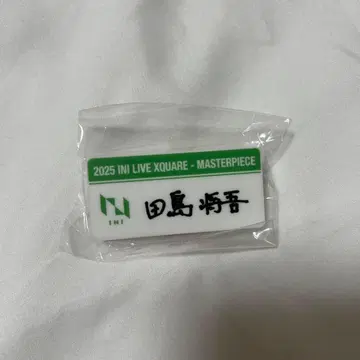 2025 INI LIVE XQUARE - MASTERPIECE
田島将吾
INI